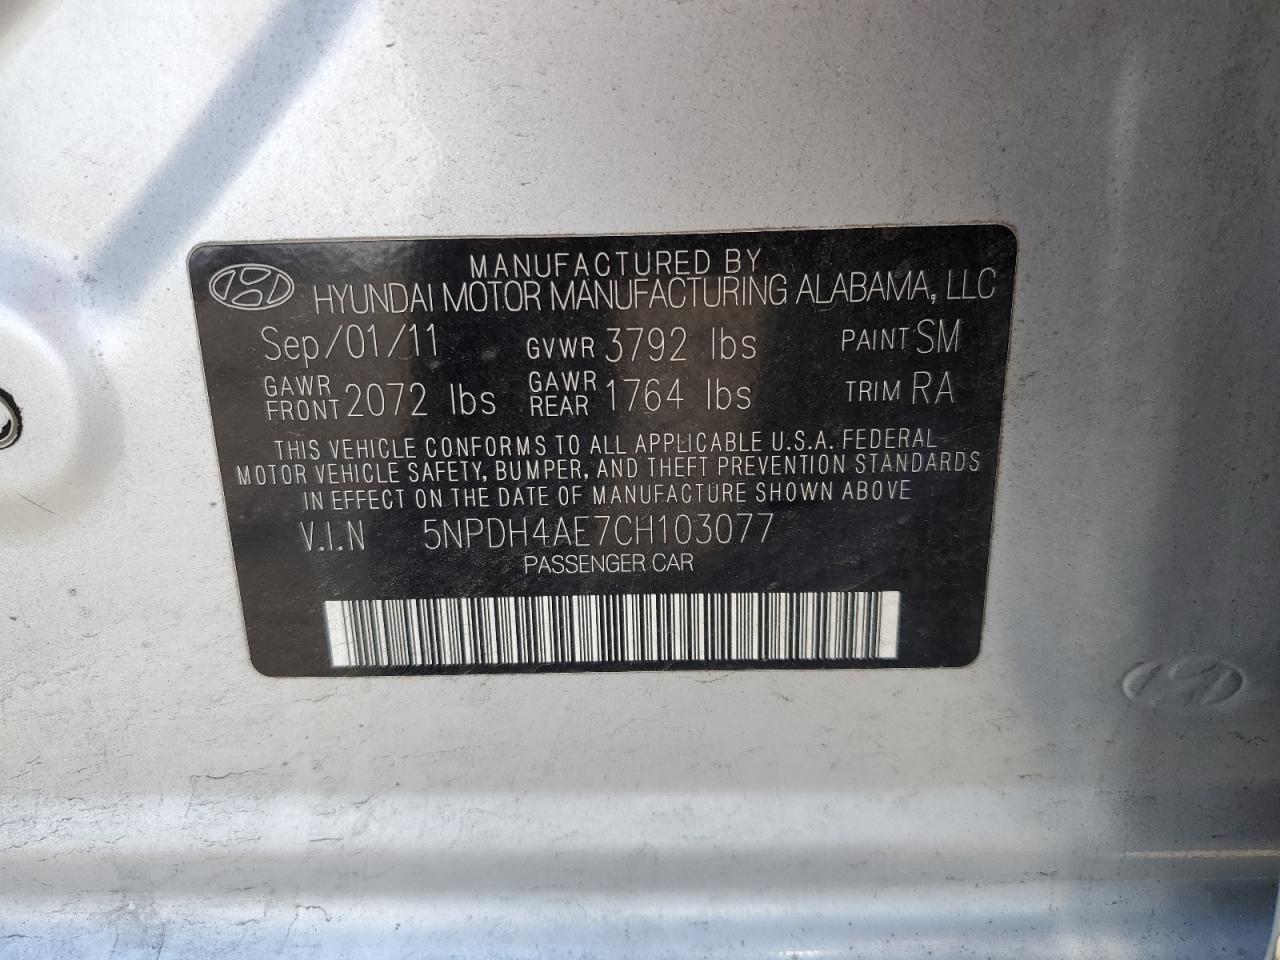 MANUFACTURED BY
HYUNDAI MOTOR MANUFACTURING ALABAMA, LLC
Sep/01/11 GVWR 3792 lbs PAINT SM
GAWR FRONT 2072 lbs GAWR REAR 1764 lbs TRIM RA
THIS VEHICLE CONFORMS TO ALL APPLICABLE U.S.A. FEDERAL
MOTOR VEHICLE SAFETY, BUMPER, AND THEFT PREVENTION STANDARDS
IN EFFECT ON THE DATE OF MANUFACTURE SHOWN ABOVE
V.I.N 5NPDH4AE7CH103077
PASSENGER CAR